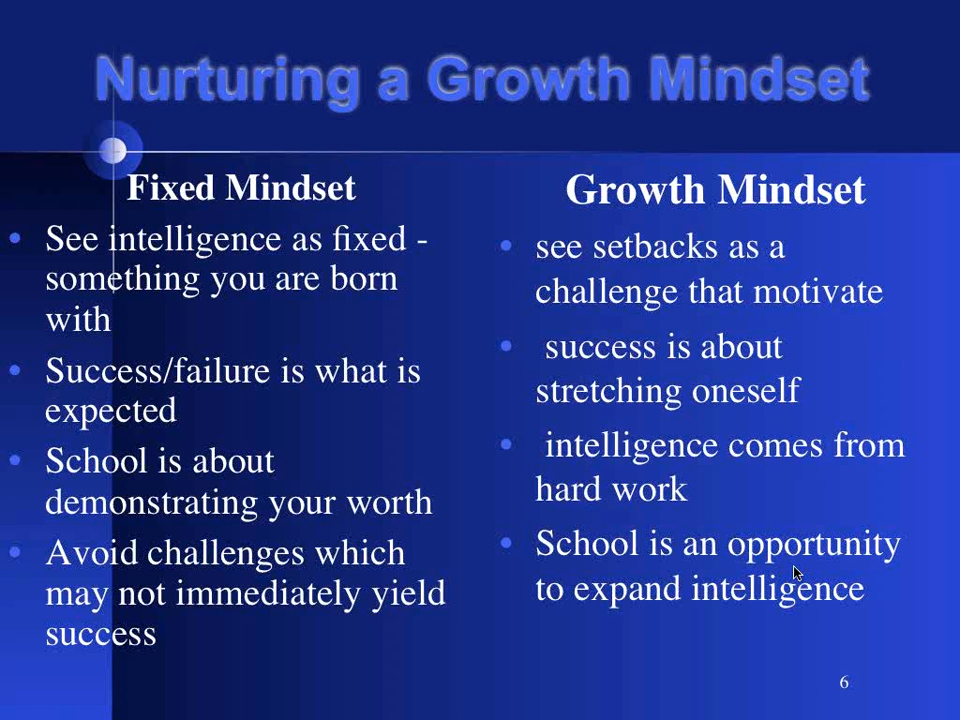 Nurturing a Growth Mindset
Fixed Mindset
• See intelligence as fixed -
something you are born
with
• Success/failure is what is
expected
• School is about
demonstrating your worth
• Avoid challenges which
may not immediately yield
success
Growth Mindset
• see setbacks as a
challenge that motivate
• success is about
stretching oneself
• intelligence comes from
hard work
• School is an opportunity
to expand intelligence
6